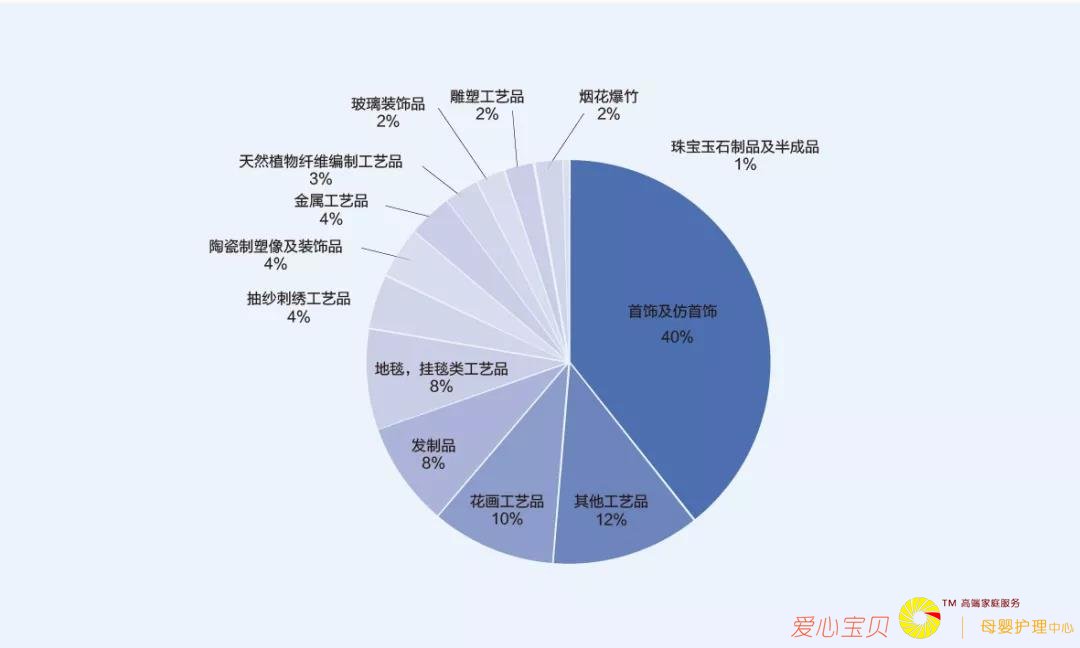 玻璃装饰品
2%
雕塑工艺品
2%
烟花爆竹
2%
珠宝玉石制品及半成品
1%
天然植物纤维编制工艺品
3%
金属工艺品
4%
陶瓷制塑像及装饰品
4%
抽纱刺绣工艺品
4%
首饰及仿首饰
40%
地毯，挂毯类工艺品
8%
发制品
8%
花画工艺品
10%
其他工艺品
12%
爱心宝贝
TM 高端家庭服务
母婴护理中心